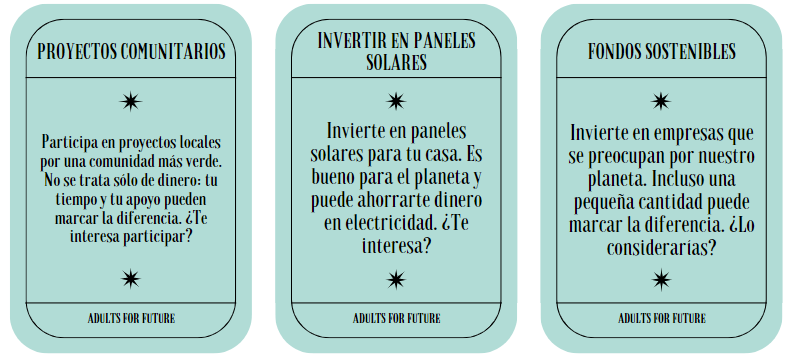 PROYECTOS COMUNITARIOS
Participa en proyectos locales
por una comunidad más verde.
No se trata sólo de dinero: tu
tiempo y tu apoyo pueden
marcar la diferencia. ¿Te
interesa participar?
ADULTS FOR FUTURE
INVERTIR EN PANELES
SOLARES
Invierte en paneles
solares para tu casa. Es
bueno para el planeta y
puede ahorrarte dinero
en electricidad. ¿Te
interesa?
ADULTS FOR FUTURE
FONDOS SOSTENIBLES
Invierte en empresas que
se preocupan por nuestro
planeta. Incluso una
pequeña cantidad puede
marcar la diferencia. ¿Lo
considerarías?
ADULTS FOR FUTURE